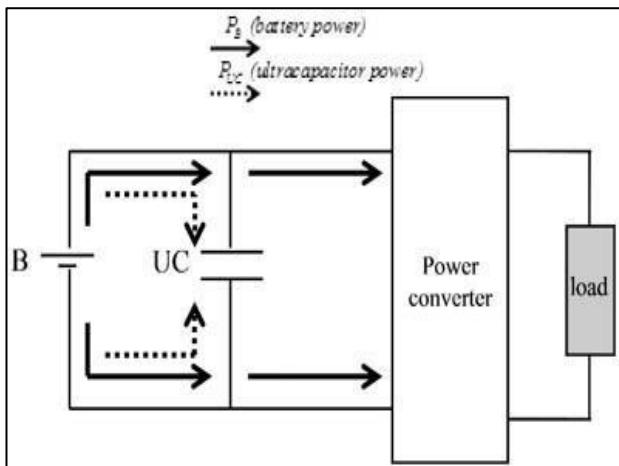 P_B (battery power)
P_UC (ultracapacitor power)
B
UC
Power
converter
load